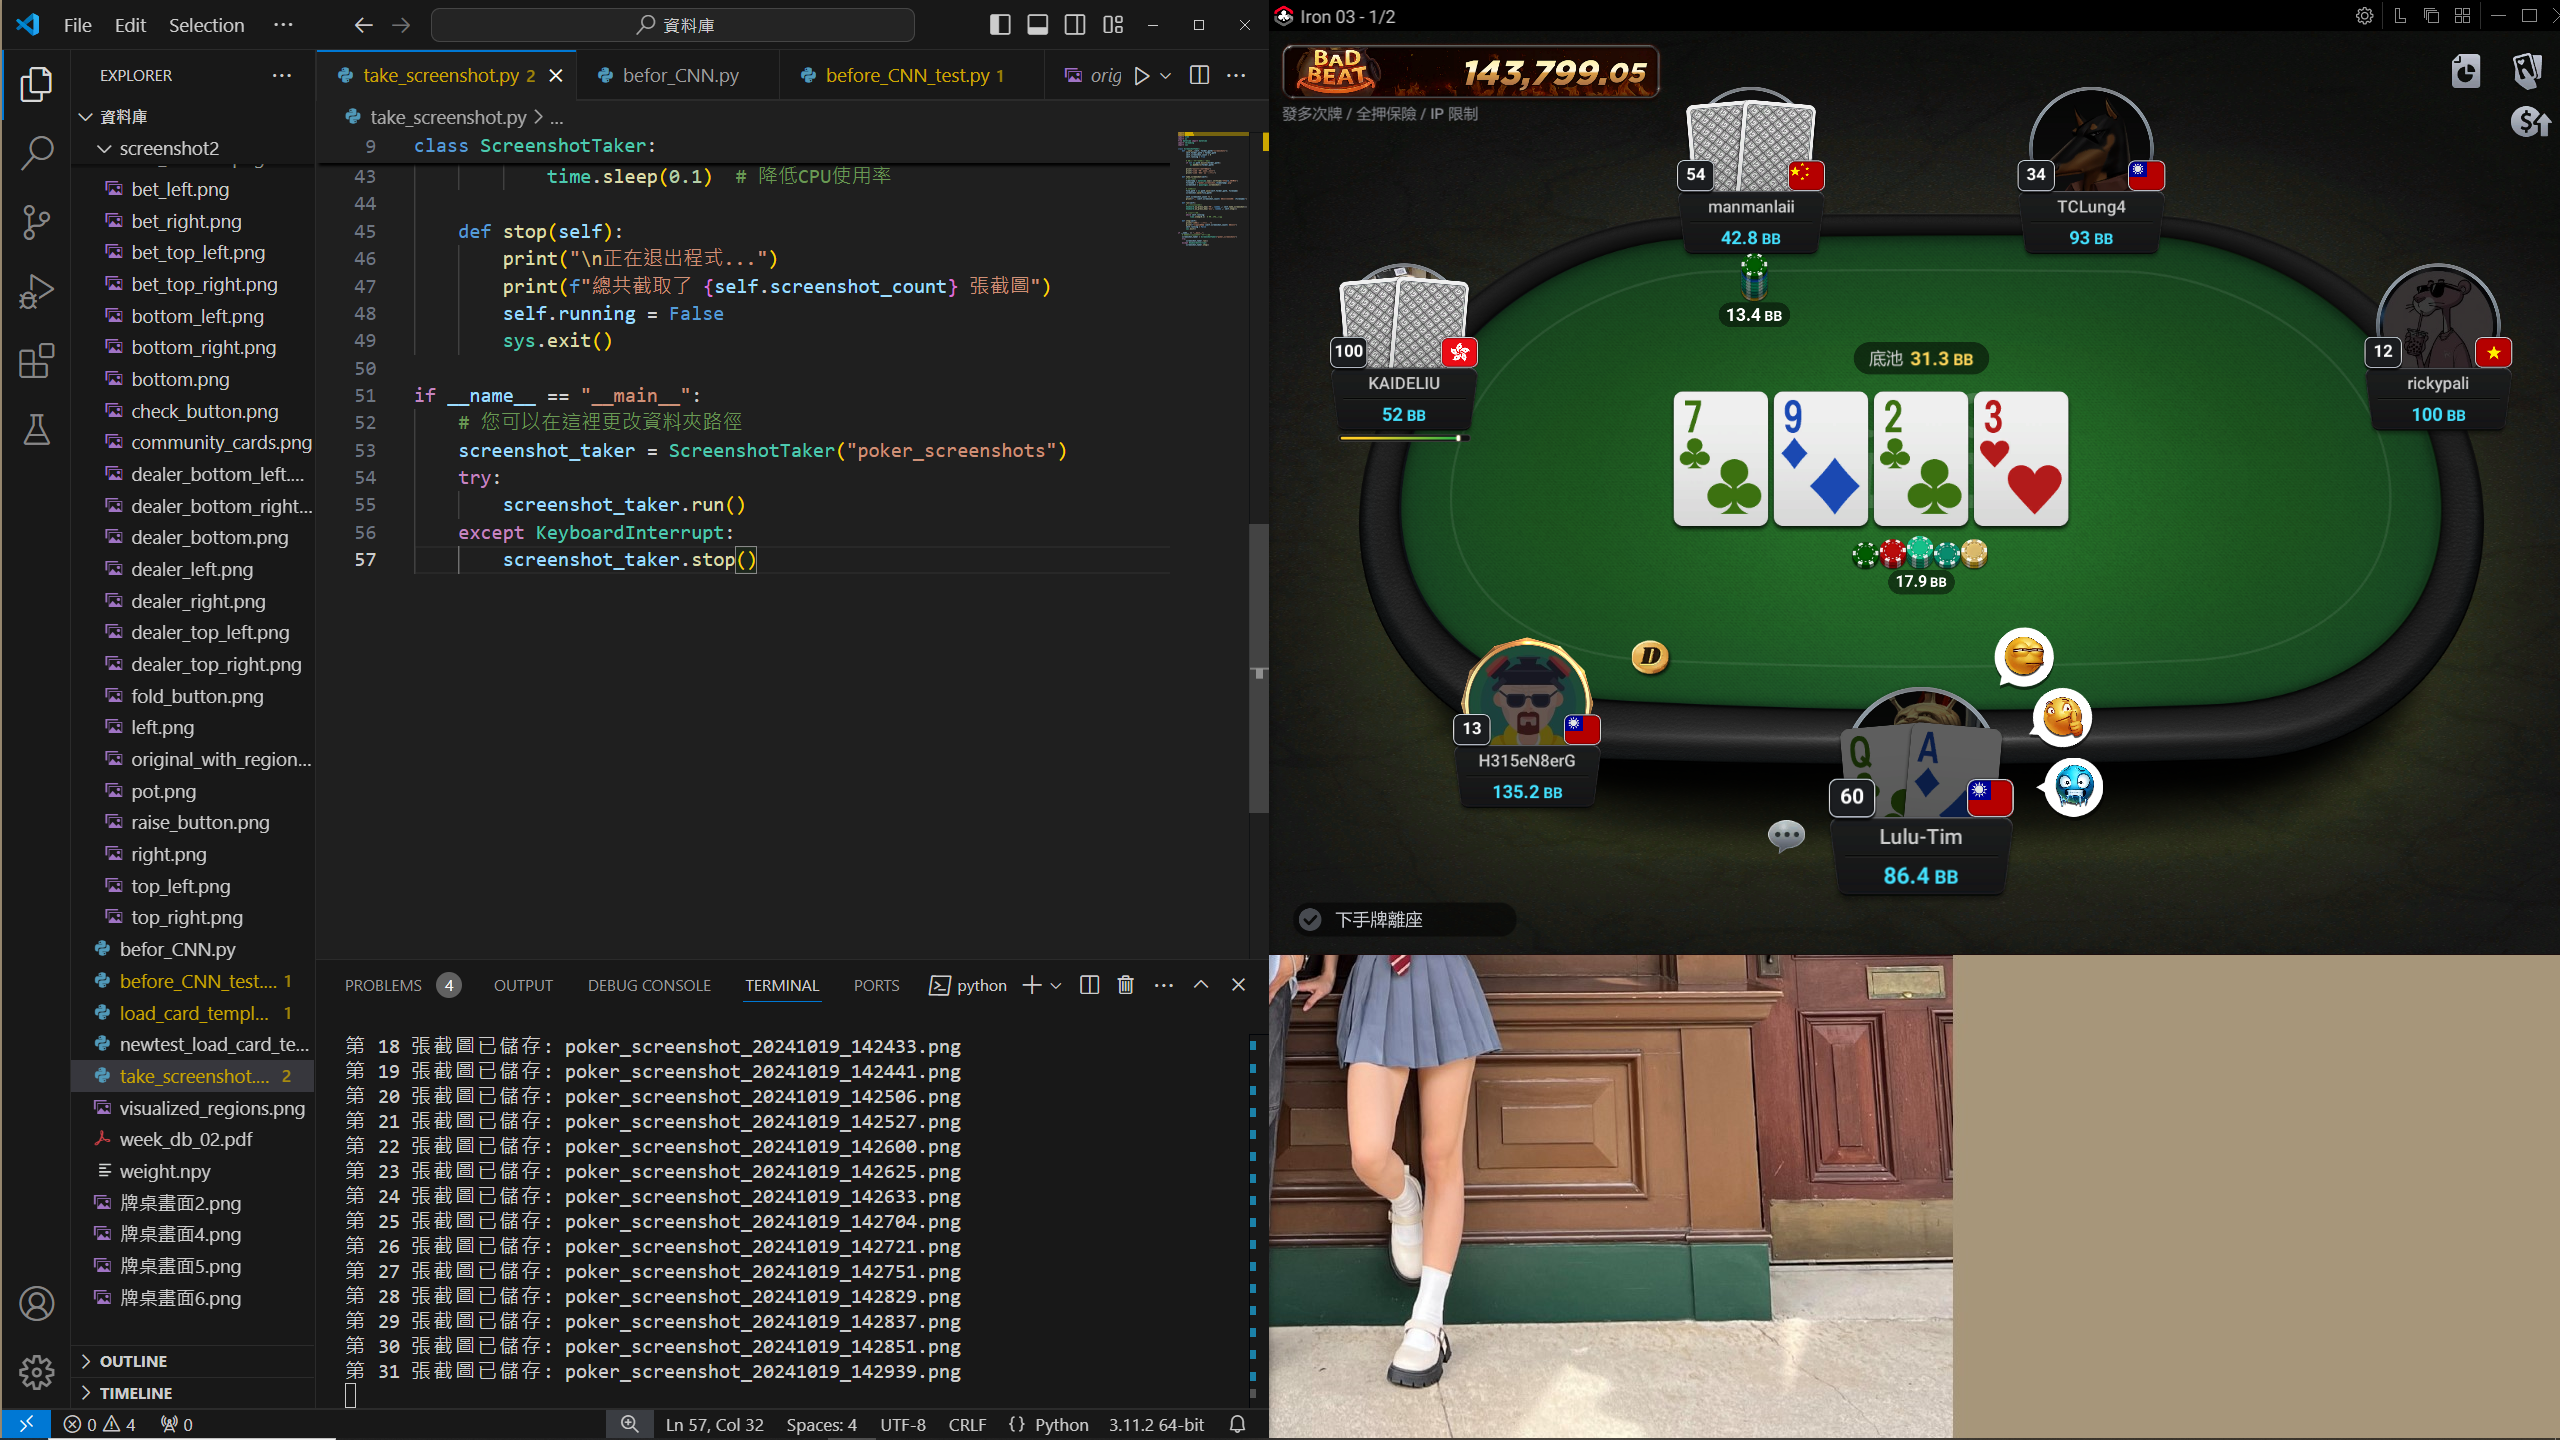 File Edit Selection ···
資料庫
EXPLORER
資料庫
screenshot2
bet_left.png
bet_right.png
bet_top_left.png
bet_top_right.png
bottom_left.png
bottom_right.png
bottom.png
check_button.png
community_cards.png
dealer_bottom_left....
dealer_bottom_right...
dealer_bottom.png
dealer_left.png
dealer_right.png
dealer_top_left.png
dealer_top_right.png
fold_button.png
left.png
original_with_region...
pot.png
raise_button.png
right.png
top_left.png
top_right.png
befor_CNN.py
before_CNN_test.... 1
load_card_templ... 1
newtest_load_card_te...
take_screenshot.... 2
visualized_regions.png
week_db_02.pdf
weight.npy
牌桌畫面2.png
牌桌畫面4.png
牌桌畫面5.png
牌桌畫面6.png
OUTLINE
TIMELINE
take_screenshot.py 2
befor_CNN.py
before_CNN_test.py 1
orig
take_screenshot.py > ...
9 class ScreenshotTaker:
43 time.sleep(0.1) # 降低CPU使用率
44
45 def stop(self):
46 print("\n正在退出程式...")
47 print(f"總共截取了 {self.screenshot_count} 張截圖")
48 self.running = False
49 sys.exit()
50
51 if __name__ == "__main__":
52 # 您可以在這裡更改資料夾路徑
53 screenshot_taker = ScreenshotTaker("poker_screenshots")
54 try:
55 screenshot_taker.run()
56 except KeyboardInterrupt:
57 screenshot_taker.stop()
PROBLEMS 4 OUTPUT DEBUG CONSOLE TERMINAL PORTS python
第 18 張截圖已儲存: poker_screenshot_20241019_142433.png
第 19 張截圖已儲存: poker_screenshot_20241019_142441.png
第 20 張截圖已儲存: poker_screenshot_20241019_142506.png
第 21 張截圖已儲存: poker_screenshot_20241019_142527.png
第 22 張截圖已儲存: poker_screenshot_20241019_142600.png
第 23 張截圖已儲存: poker_screenshot_20241019_142625.png
第 24 張截圖已儲存: poker_screenshot_20241019_142633.png
第 25 張截圖已儲存: poker_screenshot_20241019_142704.png
第 26 張截圖已儲存: poker_screenshot_20241019_142721.png
第 27 張截圖已儲存: poker_screenshot_20241019_142751.png
第 28 張截圖已儲存: poker_screenshot_20241019_142829.png
第 29 張截圖已儲存: poker_screenshot_20241019_142837.png
第 30 張截圖已儲存: poker_screenshot_20241019_142851.png
第 31 張截圖已儲存: poker_screenshot_20241019_142939.png
0 4 0
Ln 57, Col 32 Spaces: 4 UTF-8 CRLF {} Python 3.11.2 64-bit
Iron 03 - 1/2
L
BAD BEAT 143,799.05
發多次牌 / 全押保險 / IP 限制
54
manmanlaii
42.8 BB
34
TCLung4
93 BB
13.4 BB
100
KAIDELIU
52 BB
12
rickypali
100 BB
底池 31.3 BB
7 9 2 3
17.9 BB
D
13
H315eN8erG
135.2 BB
Q A
60
Lulu-Tim
86.4 BB
下手牌離座